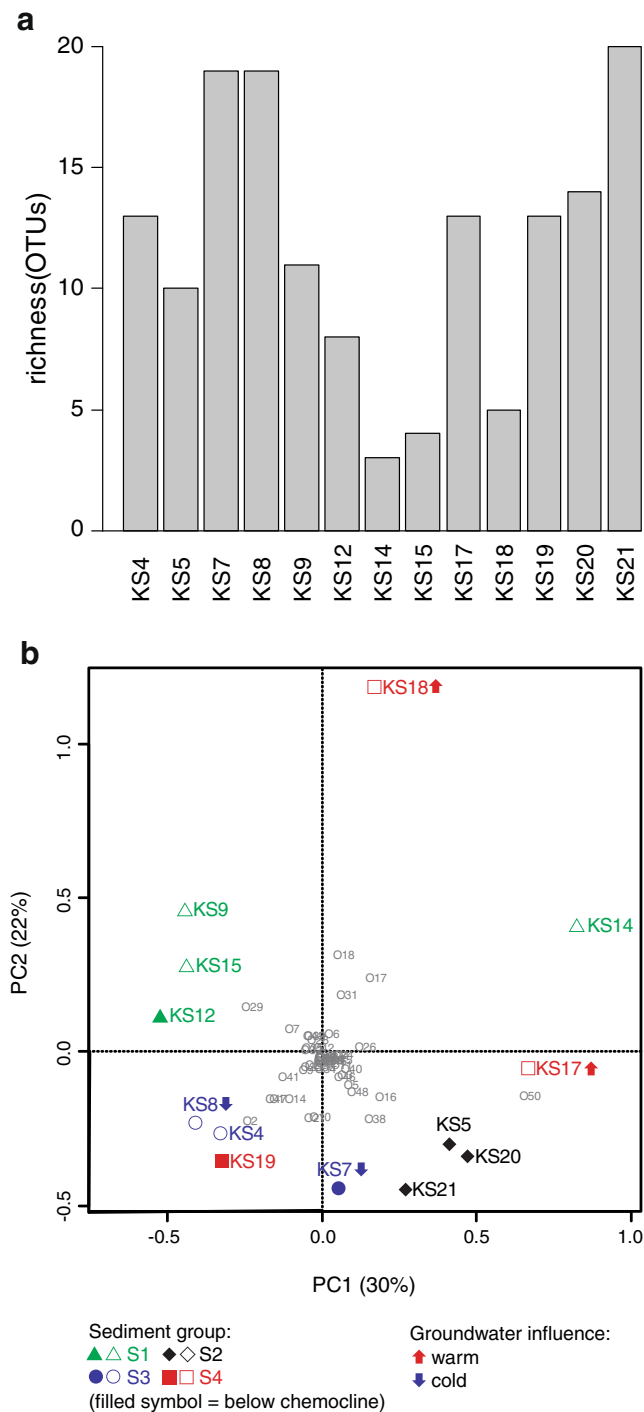 a
20
15
10
5
0
richness(OTUs)
KS4 KS5 KS7 KS8 KS9 KS12 KS14 KS15 KS17 KS18 KS19 KS20 KS21
b
KS18
1.0
KS9
0.5
KS14
KS15
O18
O17
O31
KS12
O29
O7
O6
O26
0.0
KS17
O40
O41
O5
O48
O14
O16
O50
KS8
O2
O38
KS4
KS5
KS19
KS7
KS20
KS21
-0.5
PC2 (22%)
-0.5 0.0 0.5 1.0
PC1 (30%)
Sediment group:
S1 S2
S3 S4
(filled symbol = below chemocline)
Groundwater influence:
warm
cold